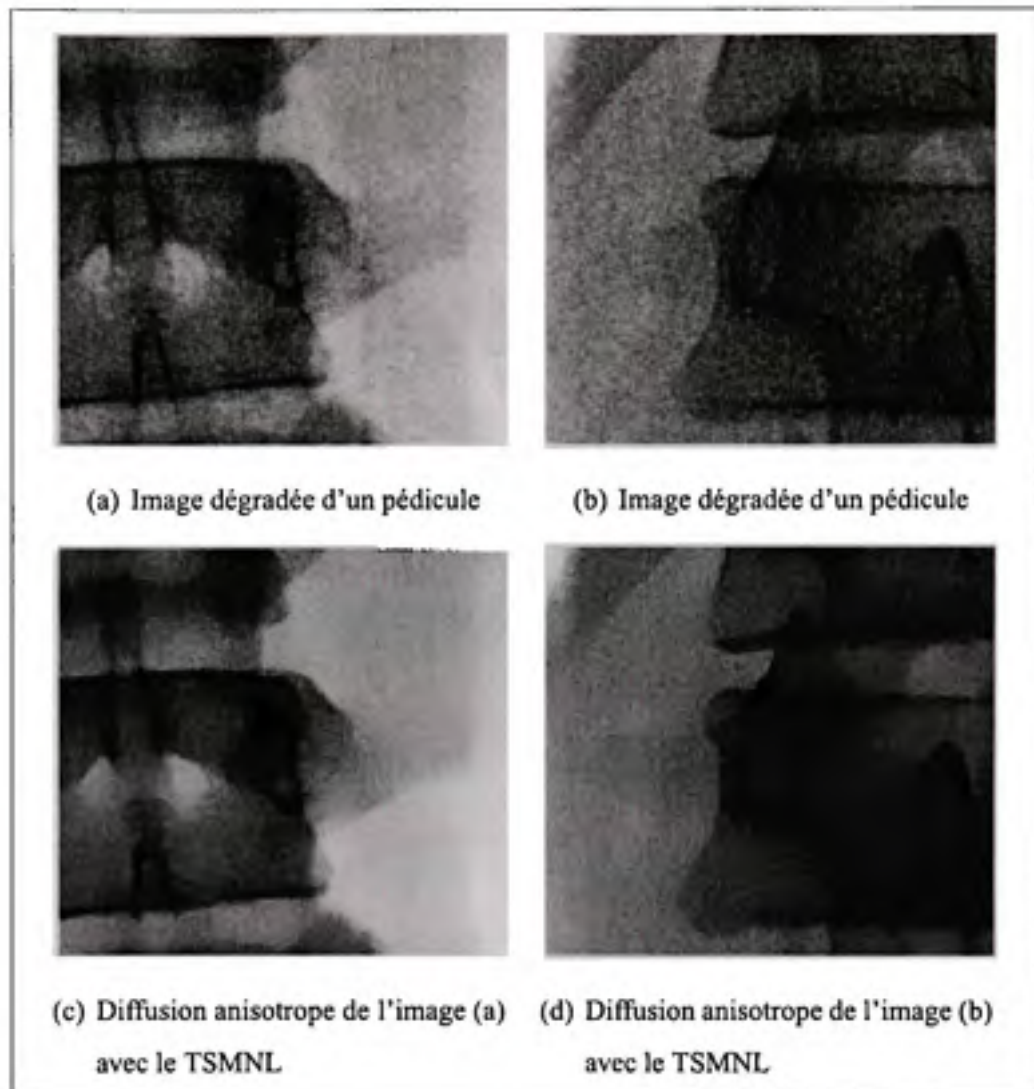 (a) Image dégradée d'un pédicule
(b) Image dégradée d'un pédicule
(c) Diffusion anisotrope de l'image (a)
avec le TSMNL
(d) Diffusion anisotrope de l'image (b)
avec le TSMNL